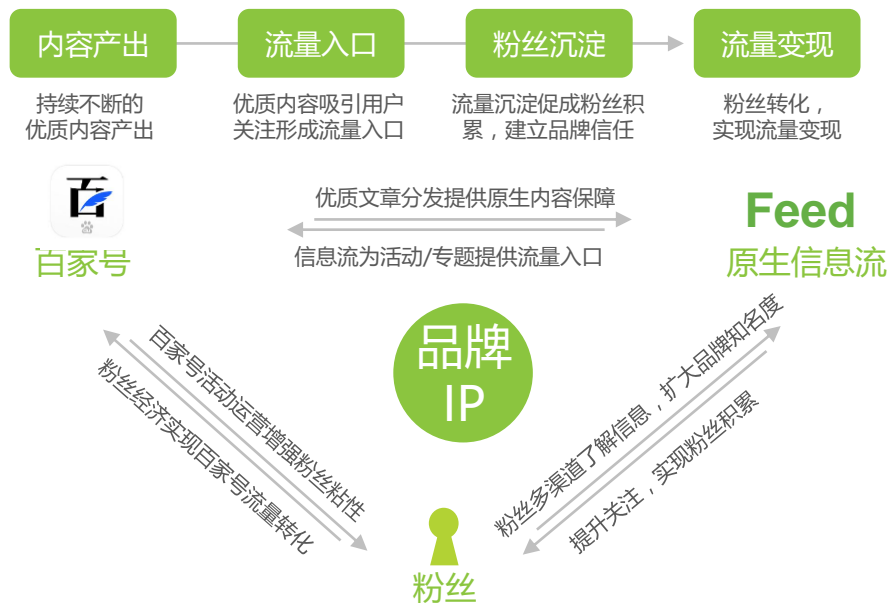 内容产出
流量入口
粉丝沉淀
流量变现
持续不断的
优质内容产出
优质内容吸引用户
关注形成流量入口
流量沉淀促成粉丝积
累，建立品牌信任
粉丝转化，
实现流量变现
百
百家号
优质文章分发提供原生内容保障
信息流为活动/专题提供流量入口
Feed
原生信息流
品牌
IP
百家号活动运营增强粉丝粘性
粉丝经济实现百家号流量转化
粉丝多渠道了解信息，扩大品牌知名度
提升关注，实现粉丝积累
粉丝